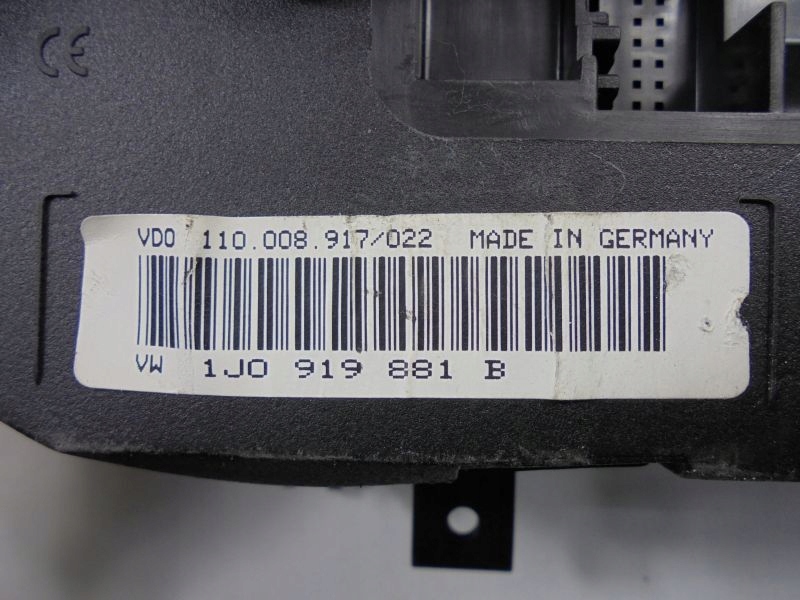 CE
VDO 110.008.917/022 MADE IN GERMANY
VW 1J0 919 881 B